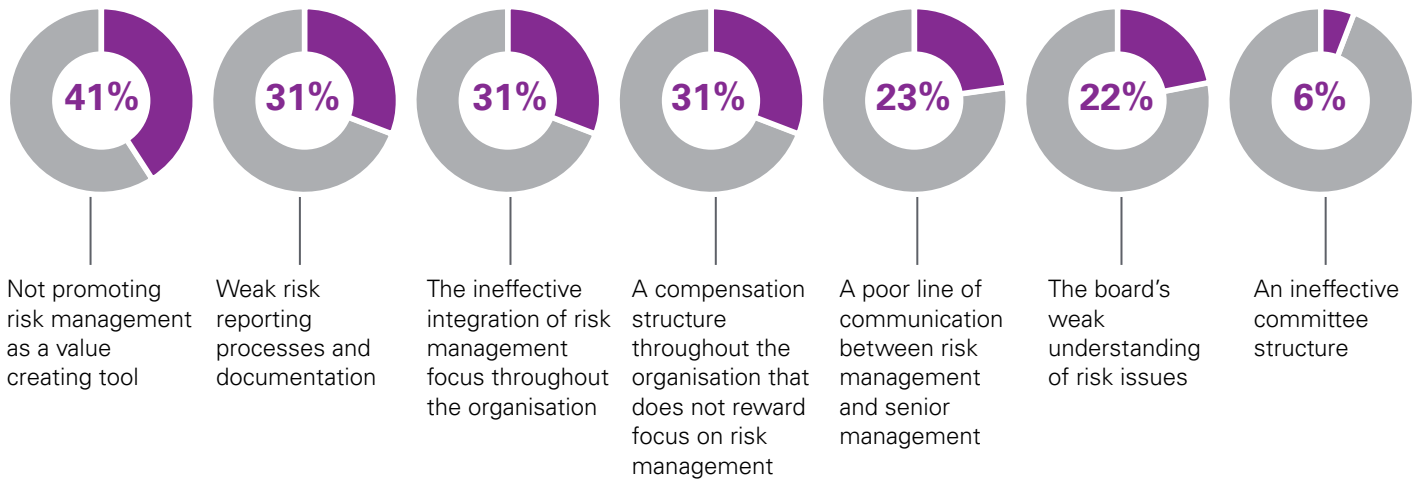 41%
31%
31%
31%
23%
22%
6%
Not promoting
risk management
as a value
creating tool
Weak risk
reporting
processes and
documentation
The ineffective
integration of risk
management
focus throughout
the organisation
A compensation
structure
throughout the
organisation that
does not reward
focus on risk
management
A poor line of
communication
between risk
management
and senior
management
The board’s
weak
understanding
of risk issues
An ineffective
committee
structure